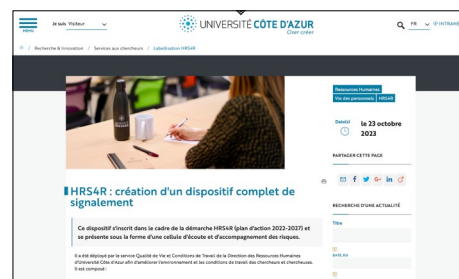 MENU
Je suis Visiteur
UNIVERSITÉ CÔTE D'AZUR
Oser créer
FR
INTRANET
/ Recherche & Innovation / Services aux chercheurs / Labellisation HRS4R
Ressources Humaines
Vie des personnels HRS4R
Date(s)
le 23 octobre
2023
PARTAGER CETTE PAGE
HRS4R : création d'un dispositif complet de
signalement
RECHERCHE D'UNE ACTUALITÉ
Titre
Ce dispositif s'inscrit dans le cadre de la démarche HRS4R (plan d'action 2022-2027) et
se présente sous la forme d'une cellule d'écoute et d'accompagnement des risques.
Il a été déployé par le service Qualité de Vie et Conditions de Travail de la Direction des Ressources Humaines
d'Université Côte d'Azur afin d'améliorer l'environnement et les conditions de travail des chercheurs et chercheuses.
Il est composé :